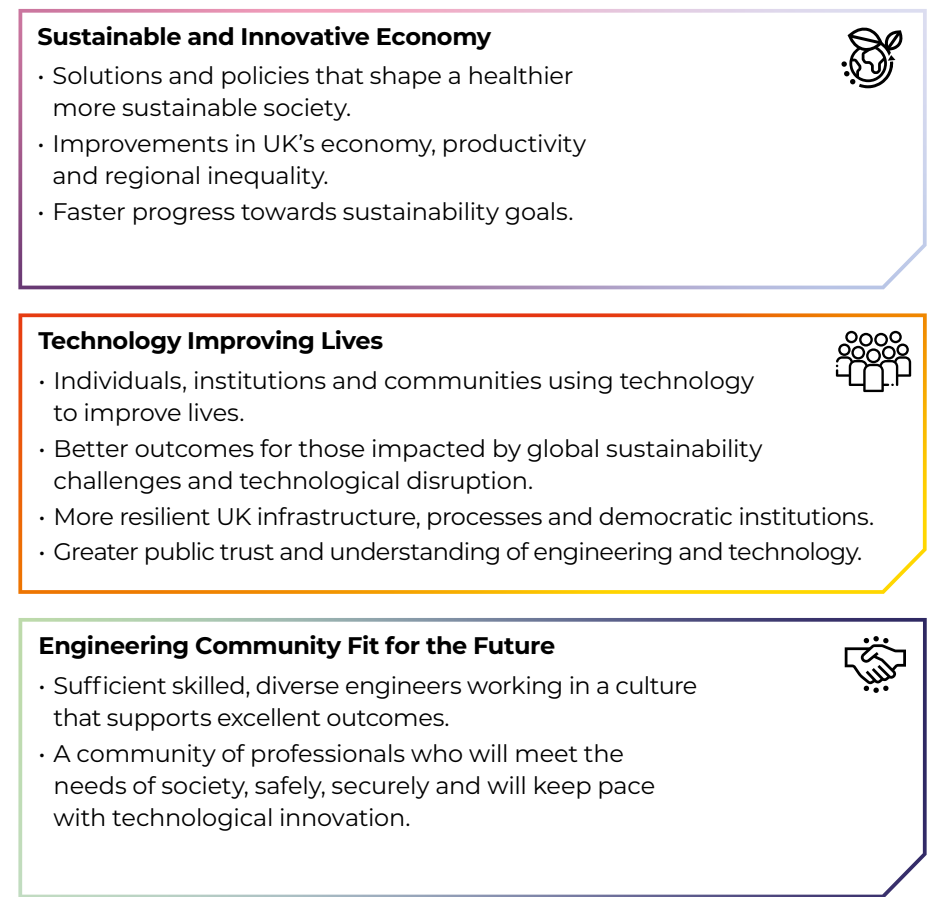 Sustainable and Innovative Economy
· Solutions and policies that shape a healthier
more sustainable society.
· Improvements in UK’s economy, productivity
and regional inequality.
· Faster progress towards sustainability goals.
Technology Improving Lives
· Individuals, institutions and communities using technology
to improve lives.
· Better outcomes for those impacted by global sustainability
challenges and technological disruption.
· More resilient UK infrastructure, processes and democratic institutions.
· Greater public trust and understanding of engineering and technology.
Engineering Community Fit for the Future
· Sufficient skilled, diverse engineers working in a culture
that supports excellent outcomes.
· A community of professionals who will meet the
needs of society, safely, securely and will keep pace
with technological innovation.